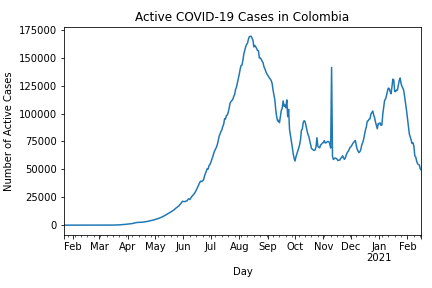 Active COVID-19 Cases in Colombia
Number of Active Cases
175000
150000
125000
100000
75000
50000
25000
0
Feb Mar Apr May Jun Jul Aug Sep Oct Nov Dec Jan Feb
2021
Day